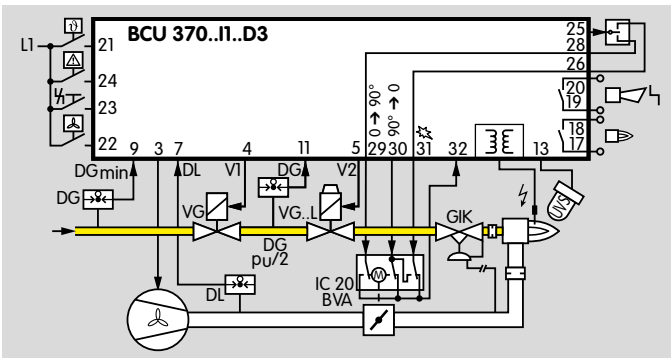 BCU 370..I1..D3
L1
21
24
23
22
25
28
26
20
19
18
17
9 3 7 4 11 5 29 30 31 32 13
0 → 90°
90° → 0
DGmin
DL
V1
DG
V2
DG
VG
VG..L
GIK
UVS
DG
pu/2
IC 20
BVA
M
DL